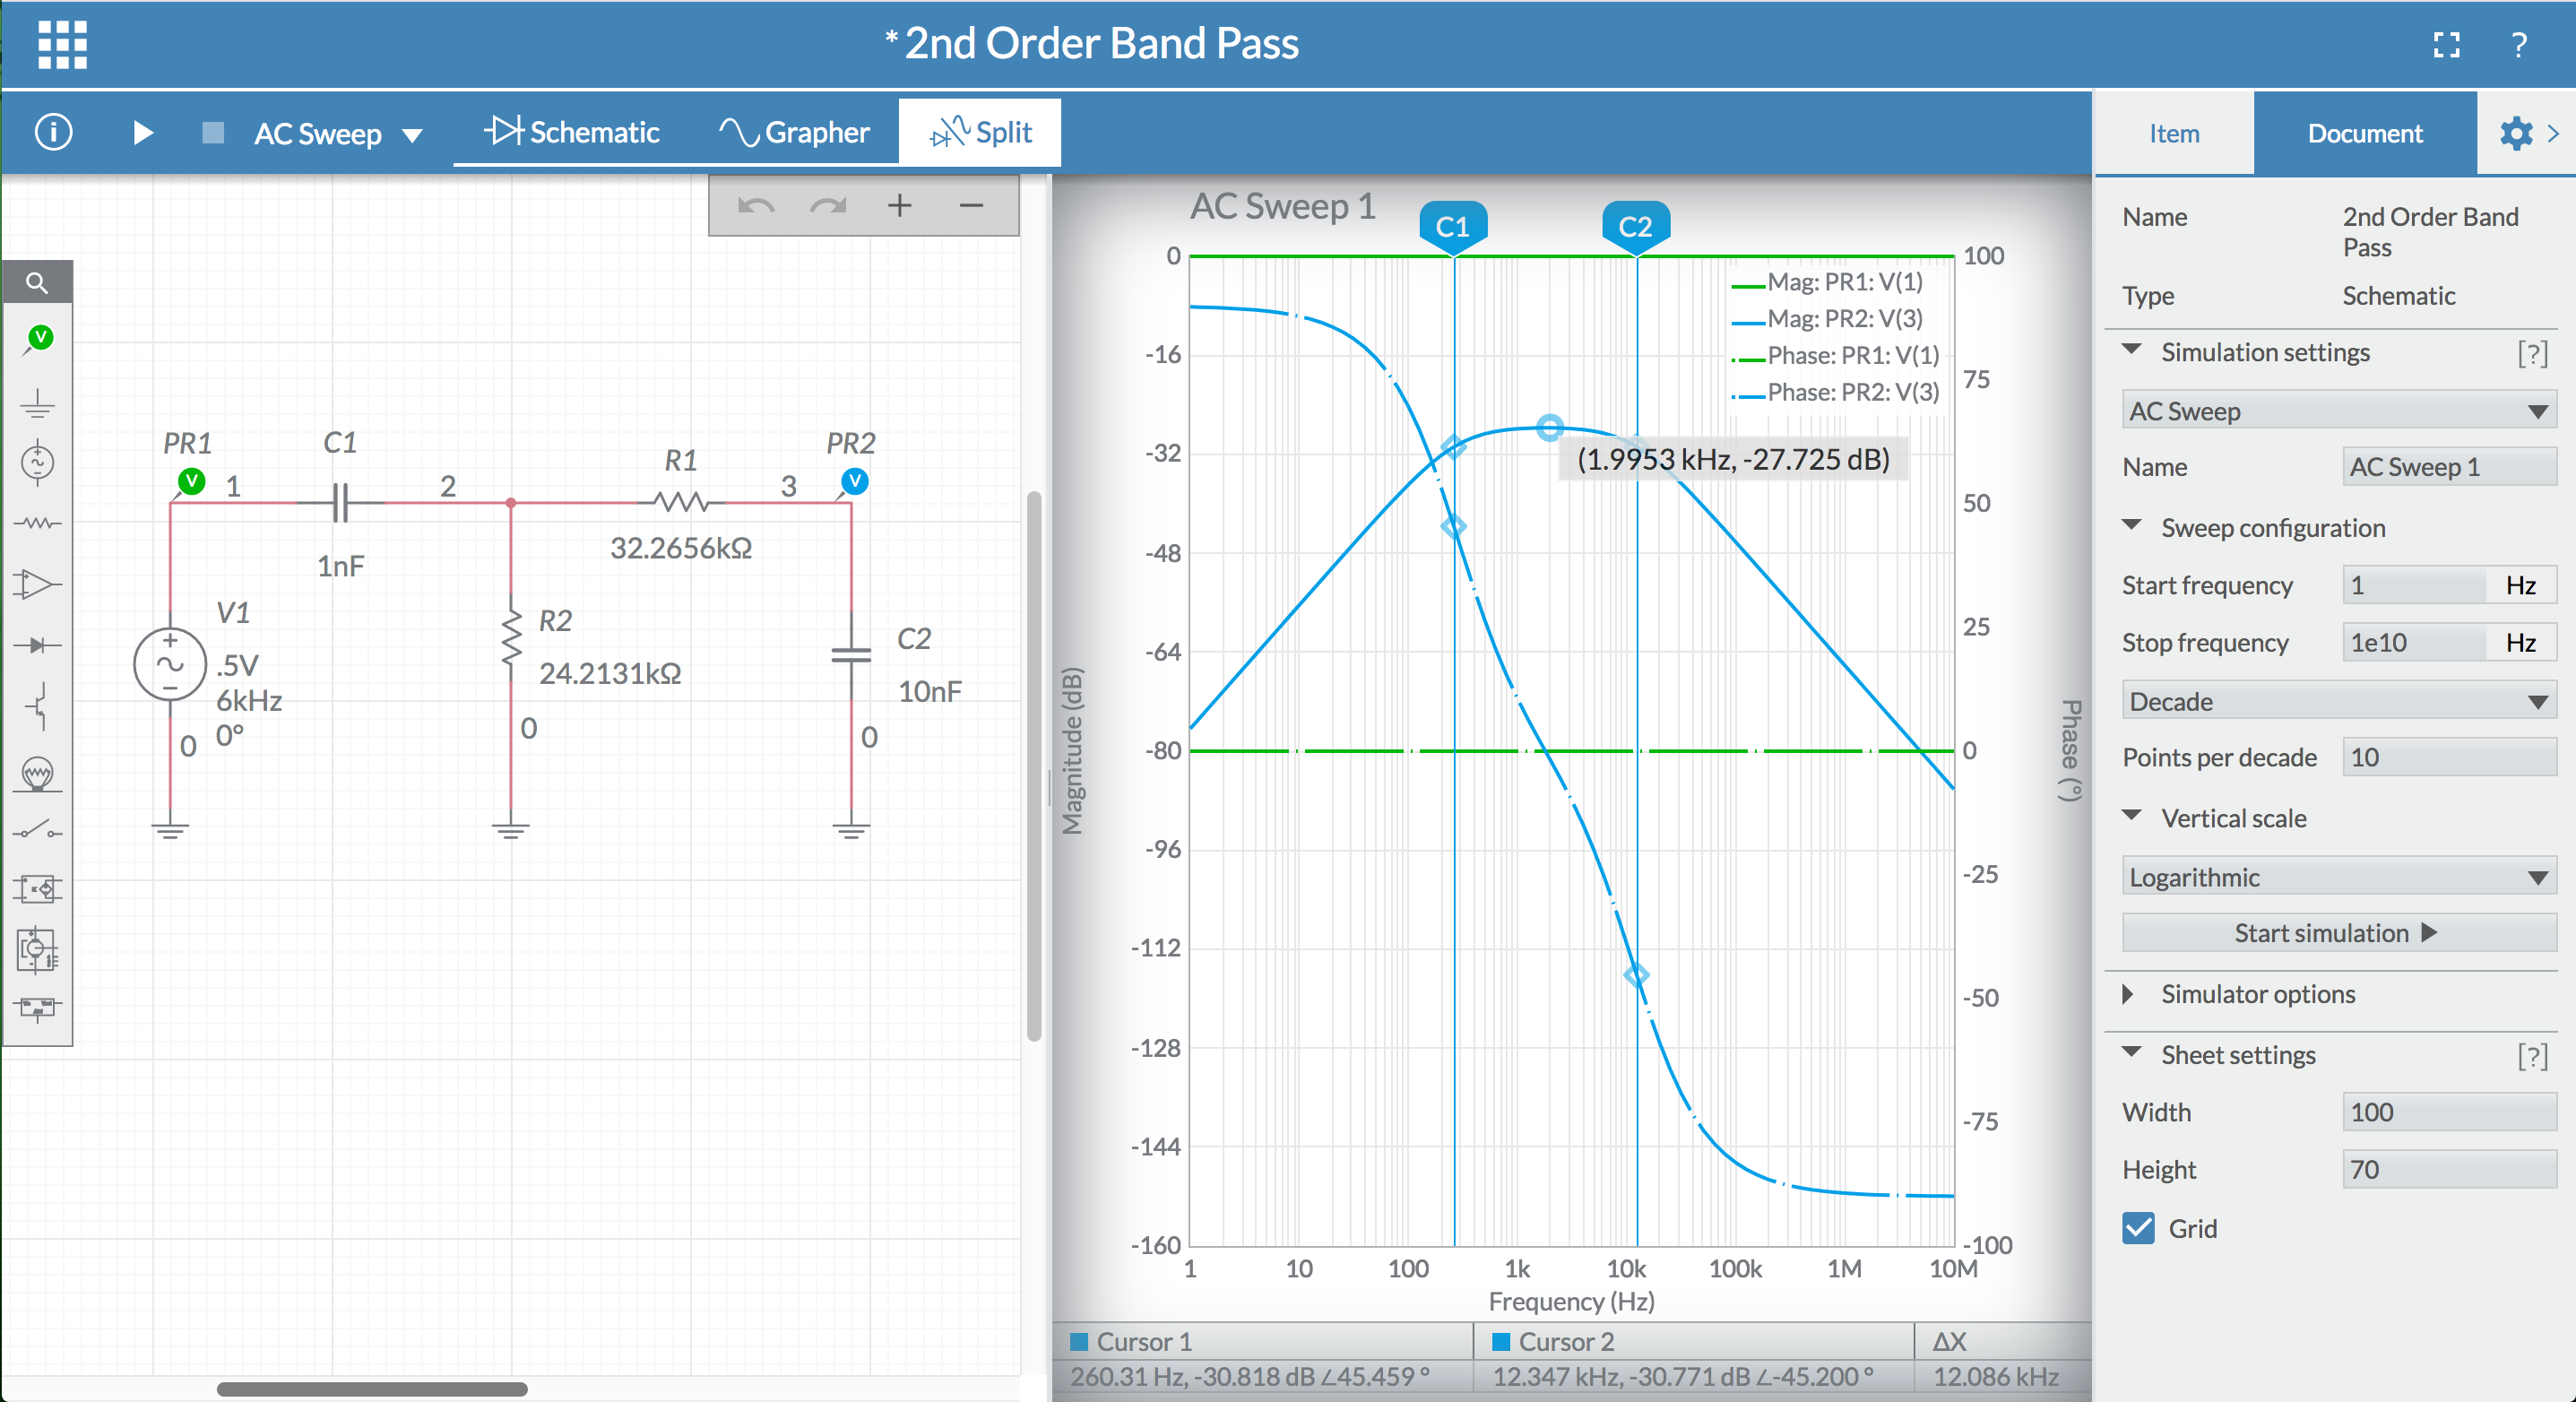 * 2nd Order Band Pass
?
i
AC Sweep
Schematic
Grapher
Split
Item
Document
PR1
V
1
C1
1nF
2
R1
32.2656kΩ
3
PR2
V
V1
.5V
6kHz
0°
0
R2
24.2131kΩ
0
C2
10nF
0
V
AC Sweep 1
C1
C2
Mag: PR1: V(1)
Mag: PR2: V(3)
Phase: PR1: V(1)
Phase: PR2: V(3)
(1.9953 kHz, -27.725 dB)
Magnitude (dB)
0
-16
-32
-48
-64
-80
-96
-112
-128
-144
-160
100
75
50
25
0
-25
-50
-75
-100
Phase (°)
1 10 100 1k 10k 100k 1M 10M
Frequency (Hz)
Cursor 1
Cursor 2
ΔX
260.31 Hz, -30.818 dB ∠45.459 °
12.347 kHz, -30.771 dB ∠-45.200 °
12.086 kHz
Name 2nd Order Band
Pass
Type Schematic
Simulation settings [?]
AC Sweep
Name AC Sweep 1
Sweep configuration
Start frequency 1 Hz
Stop frequency 1e10 Hz
Decade
Points per decade 10
Vertical scale
Logarithmic
Start simulation
Simulator options
Sheet settings [?]
Width 100
Height 70
Grid